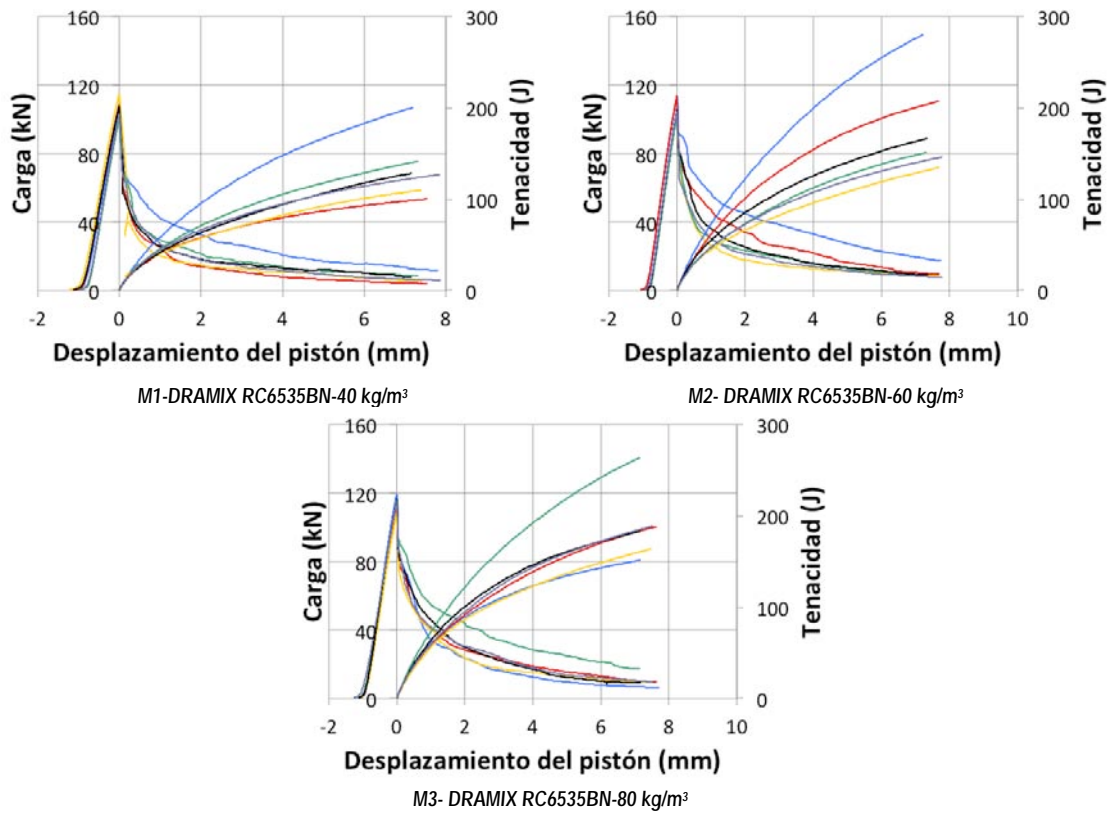 160
120
80
40
0
Carga (kN)
300
200
100
0
Tenacidad (J)
-2 0 2 4 6 8
Desplazamiento del pistón (mm)
M1-DRAMIX RC6535BN-40 kg/m³
160
120
80
40
0
Carga (kN)
300
200
100
0
Tenacidad (J)
-2 0 2 4 6 8 10
Desplazamiento del pistón (mm)
M2- DRAMIX RC6535BN-60 kg/m³
160
120
80
40
0
Carga (kN)
300
200
100
0
Tenacidad (J)
-2 0 2 4 6 8 10
Desplazamiento del pistón (mm)
M3- DRAMIX RC6535BN-80 kg/m³